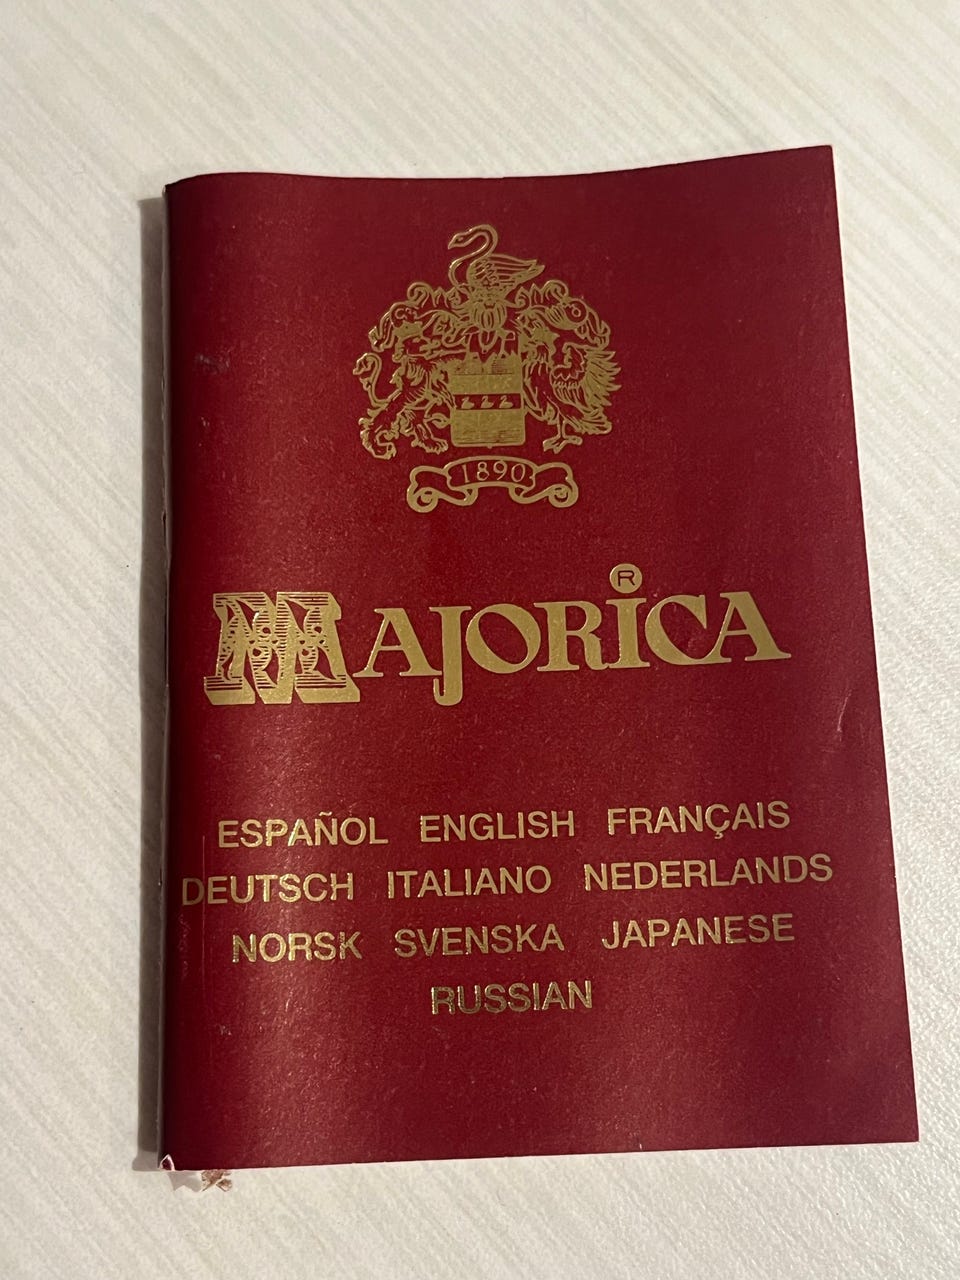 1890
MAJORICA ®
ESPAÑOL ENGLISH FRANÇAIS
DEUTSCH ITALIANO NEDERLANDS
NORSK SVENSKA JAPANESE
RUSSIAN